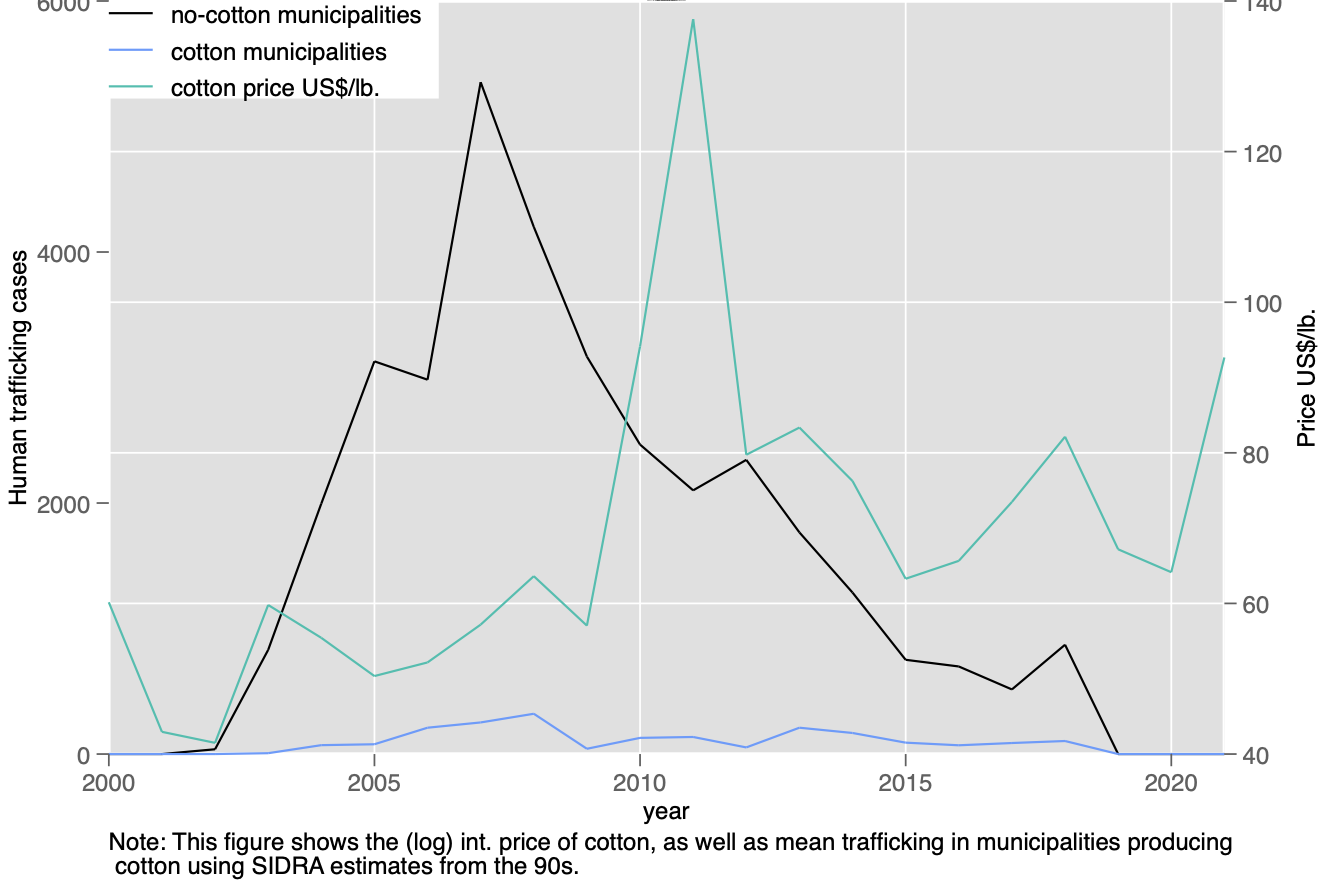 6000
140
no-cotton municipalities
cotton municipalities
cotton price US$/lb.
120
4000
100
Human trafficking cases
Price US$/lb.
80
2000
60
0
40
2000 2005 2010 2015 2020
year
Note: This figure shows the (log) int. price of cotton, as well as mean trafficking in municipalities producing
cotton using SIDRA estimates from the 90s.